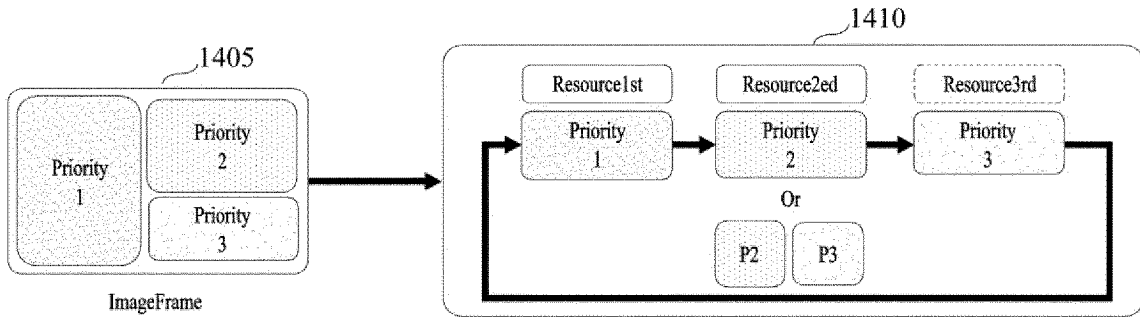 1405
1410
Priority
1
Priority
2
Priority
3
ImageFrame
Resource1st
Resource2ed
Resource3rd
Priority
1
Priority
2
Priority
3
Or
P2
P3